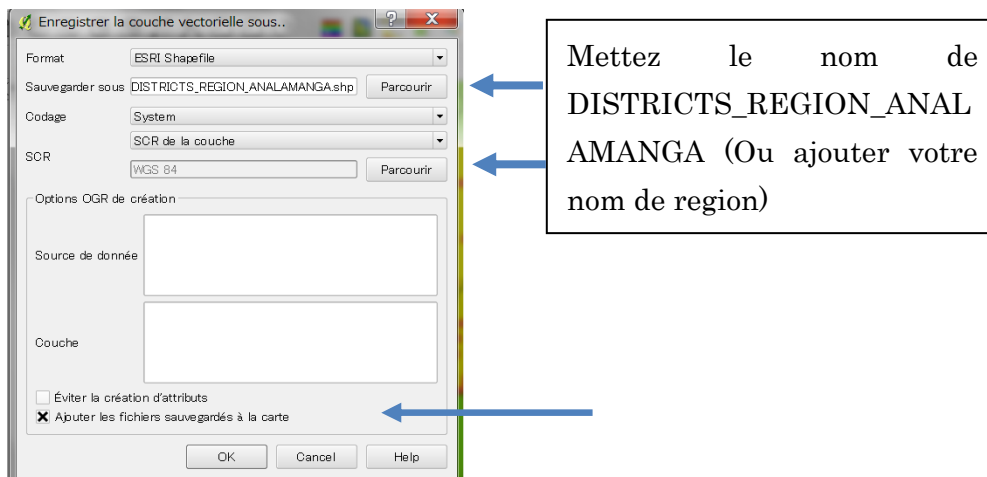 Enregistrer la couche vectorielle sous..
Format ESRI Shapefile
Sauvegarder sous DISTRICTS_REGION_ANALAMANGA.shp Parcourir
Codage System
SCR de la couche
SCR
WGS 84 Parcourir
Options OGR de création
Source de donnée
Couche
Éviter la création d'attributs
Ajouter les fichiers sauvegardés à la carte
OK Cancel Help
Mettez le nom de
DISTRICTS_REGION_ANAL
AMANGA (Ou ajouter votre
nom de region)